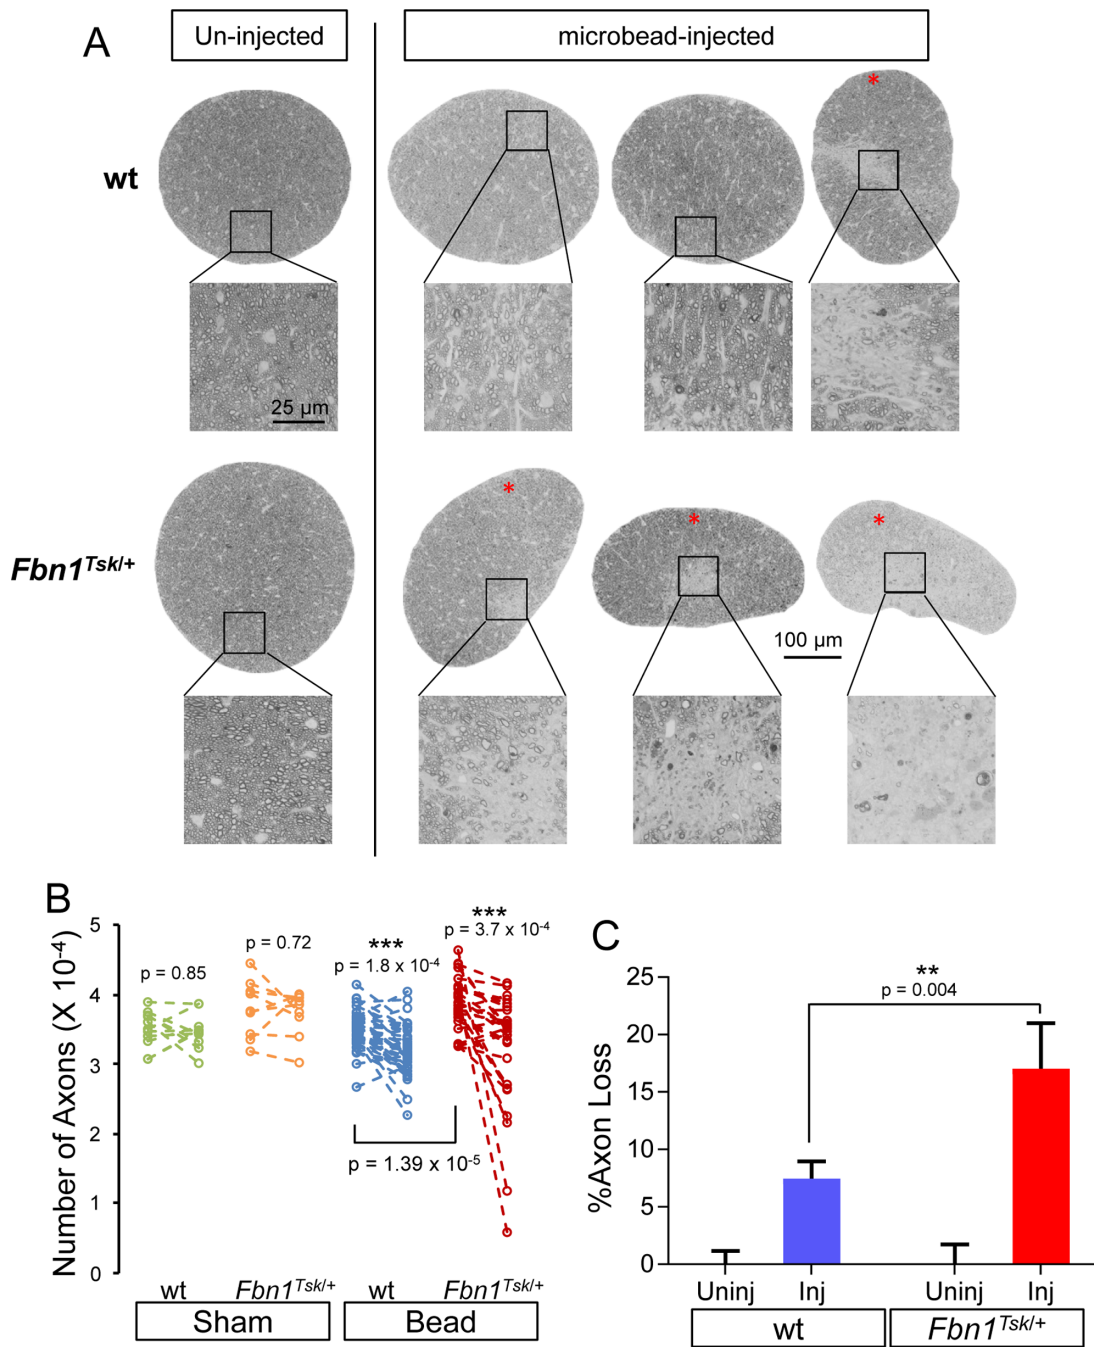 A
Un-injected
microbead-injected
*
wt
25 µm
Fbn1Tsk/+
*
*
*
100 µm
B
Number of Axons (X 10-4)
5
4
3
2
1
0
p = 0.85
p = 0.72
***
p = 1.8 x 10-4
***
p = 3.7 x 10-4
p = 1.39 x 10-5
wt
Fbn1Tsk/+
wt
Fbn1Tsk/+
Sham
Bead
C
%Axon Loss
25
20
15
10
5
0
**
p = 0.004
Uninj
Inj
Uninj
Inj
wt
Fbn1Tsk/+